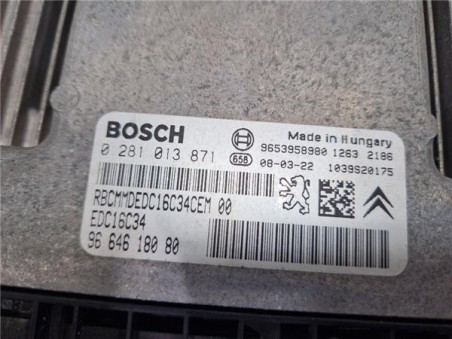 BOSCH
Made in Hungary
9653958980 1263 2186
0 281 013 871
658
08-03-22
1039S20175
RBCMMDEDC16C34CEM 00
EDC16C34
96 646 180 80